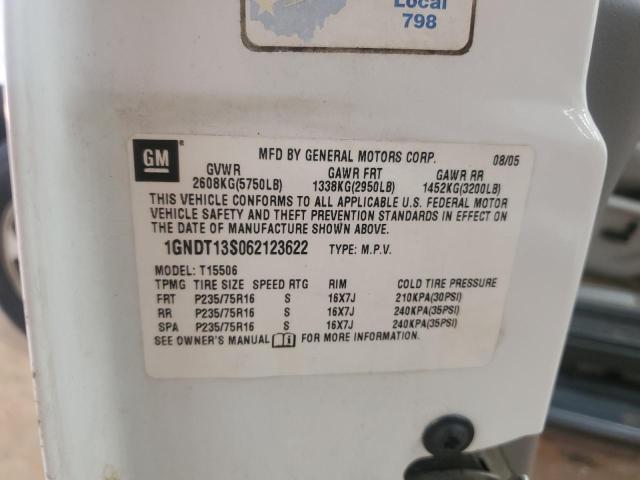 Local
798
GM
MFD BY GENERAL MOTORS CORP. 08/05
GVWR GAWR FRT GAWR RR
2608KG(5750LB) 1338KG(2950LB) 1452KG(3200LB)
THIS VEHICLE CONFORMS TO ALL APPLICABLE U.S. FEDERAL MOTOR
VEHICLE SAFETY AND THEFT PREVENTION STANDARDS IN EFFECT ON
THE DATE OF MANUFACTURE SHOWN ABOVE.
1GNDT13S062123622 TYPE: M.P.V.
MODEL: T15506
TPMG TIRE SIZE SPEED RTG RIM COLD TIRE PRESSURE
FRT P235/75R16 S 16X7J 210KPA(30PSI)
RR P235/75R16 S 16X7J 240KPA(35PSI)
SPA P235/75R16 S 16X7J 240KPA(35PSI)
SEE OWNER'S MANUAL FOR MORE INFORMATION.